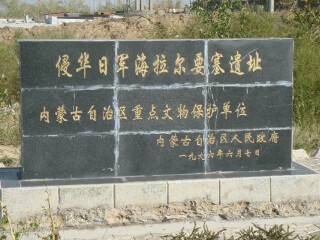 侵华日军海拉尔要塞遗址
内蒙古自治区重点文物保护单位
内蒙古自治区人民政府
一九九六年六月七日